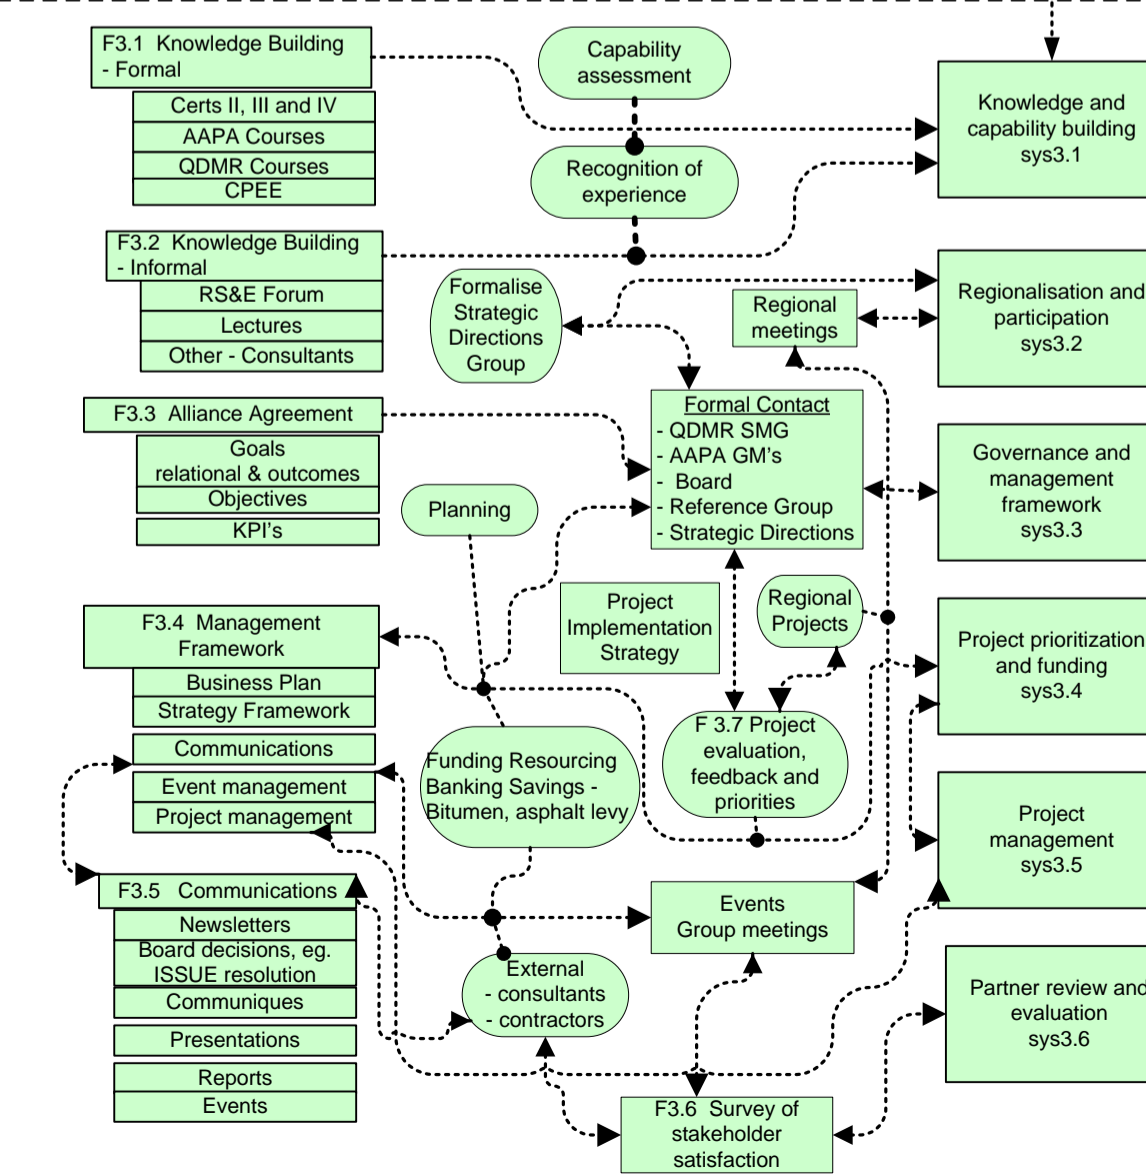 F3.1  Knowledge Building
- Formal
Certs II, III and IV
AAPA Courses
QDMR Courses
CPEE
Capability
assessment
Recognition of
experience
Knowledge and
capability building
sys3.1
F3.2  Knowledge Building
- Informal
RS&E Forum
Lectures
Other - Consultants
Formalise
Strategic
Directions
Group
Regional
meetings
Regionalisation and
participation
sys3.2
F3.3  Alliance Agreement
Goals
relational & outcomes
Objectives
KPI's
Formal Contact
- QDMR SMG
- AAPA GM's
-  Board
- Reference Group
- Strategic Directions
Governance and
management
framework
sys3.3
Planning
Project
Implementation
Strategy
Regional
Projects
F3.4  Management
Framework
Business Plan
Strategy Framework
Communications
Event management
Project management
Funding Resourcing
Banking Savings -
Bitumen, asphalt levy
F 3.7 Project
evaluation,
feedback and
priorities
Project prioritization
and funding
sys3.4
Project
management
sys3.5
F3.5   Communications
Newsletters
Board decisions, eg.
ISSUE resolution
Communiques
Presentations
Reports
Events
External
- consultants
- contractors
Events
Group meetings
Partner review and
evaluation
sys3.6
F3.6  Survey of
stakeholder
satisfaction